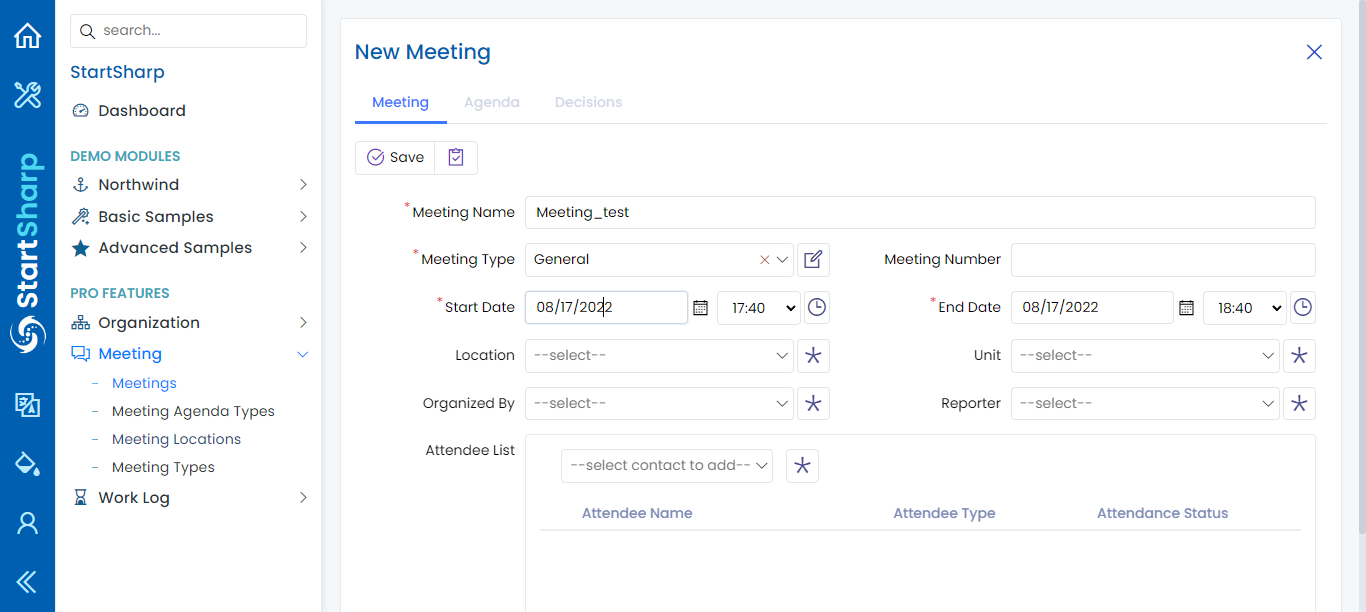 search...
StartSharp
Dashboard
DEMO MODULES
Northwind
Basic Samples
Advanced Samples
PRO FEATURES
Organization
Meeting
Meetings
Meeting Agenda Types
Meeting Locations
Meeting Types
Work Log
StartSharp
New Meeting
Meeting Agenda Decisions
Save
*Meeting Name Meeting_test
*Meeting Type General Meeting Number
*Start Date 08/17/2022 17:40 *End Date 08/17/2022 18:40
Location --select-- Unit --select--
Organized By --select-- Reporter --select--
Attendee List
--select contact to add--
Attendee Name Attendee Type Attendance Status